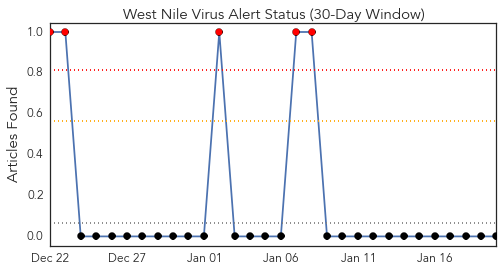 West Nile Virus Alert Status (30-Day Window)
Articles Found
1.0
0.8
0.6
0.4
0.2
0.0
Dec 22 Dec 27 Jan 01 Jan 06 Jan 11 Jan 16